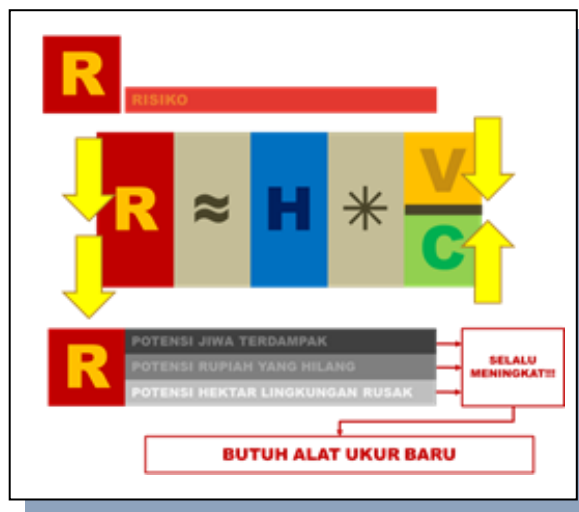 R
RISIKO
R ≈ H * V
C
R
POTENSI JIWA TERDAMPAK
POTENSI RUPIAH YANG HILANG
POTENSI HEKTAR LINGKUNGAN RUSAK
SELALU
MENINGKAT!!!
BUTUH ALAT UKUR BARU